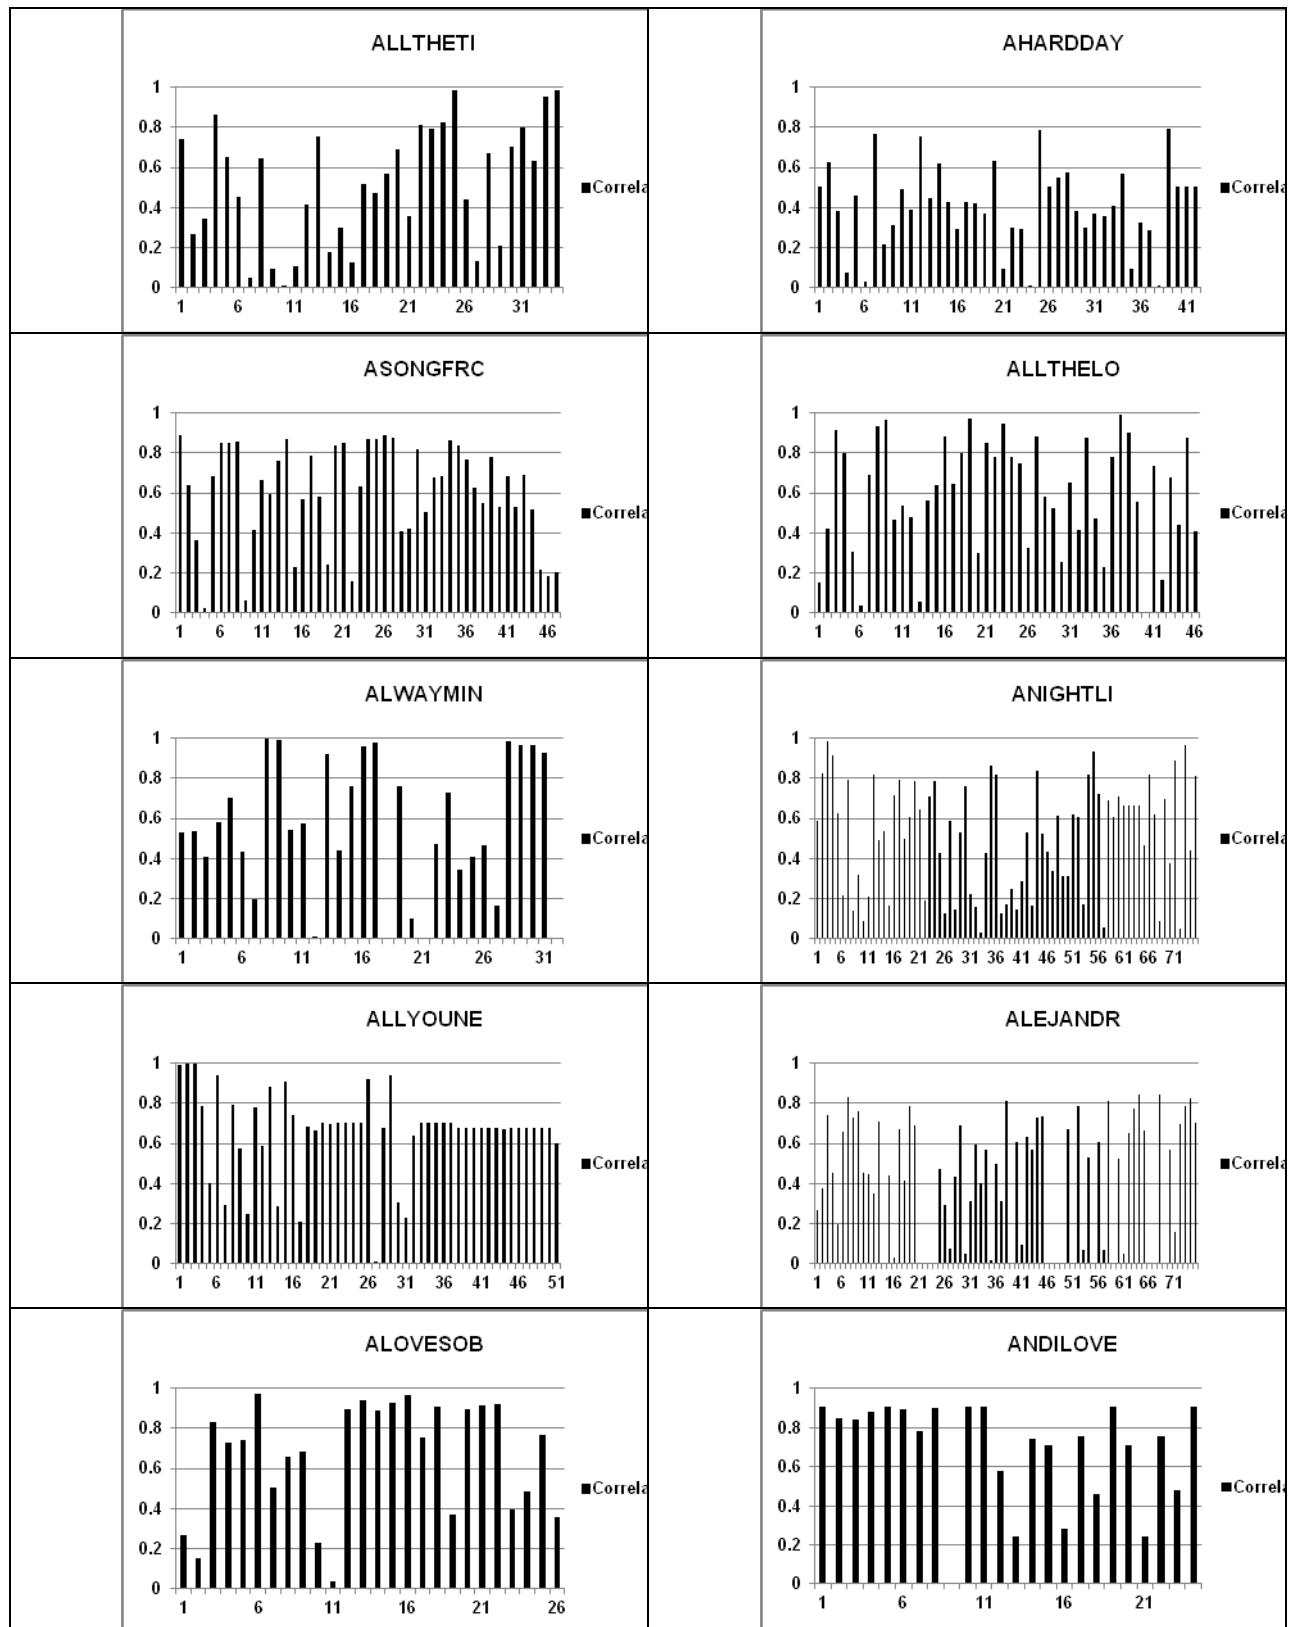 ALLTHETI
1
0.8
0.6
0.4
0.2
0
1 6 11 16 21 26 31
■Correla
AHARDDAY
1
0.8
0.6
0.4
0.2
0
1 6 11 16 21 26 31 36 41
■Correla
ASONGFRC
1
0.8
0.6
0.4
0.2
0
1 6 11 16 21 26 31 36 41 46
■Correla
ALLTHELO
1
0.8
0.6
0.4
0.2
0
1 6 11 16 21 26 31 36 41 46
■Correla
ALWAYMIN
1
0.8
0.6
0.4
0.2
0
1 6 11 16 21 26 31
■Correla
ANIGHTLI
1
0.8
0.6
0.4
0.2
0
1 6 11 16 21 26 31 36 41 46 51 56 61 66 71
■Correla
ALLYOUNE
1
0.8
0.6
0.4
0.2
0
1 6 11 16 21 26 31 36 41 46 51
■Correla
ALEJANDR
1
0.8
0.6
0.4
0.2
0
1 6 11 16 21 26 31 36 41 46 51 56 61 66 71
■Correla
ALOVESOB
1
0.8
0.6
0.4
0.2
0
1 6 11 16 21 26
■Correla
ANDILOVE
1
0.8
0.6
0.4
0.2
0
1 6 11 16 21
■Correla